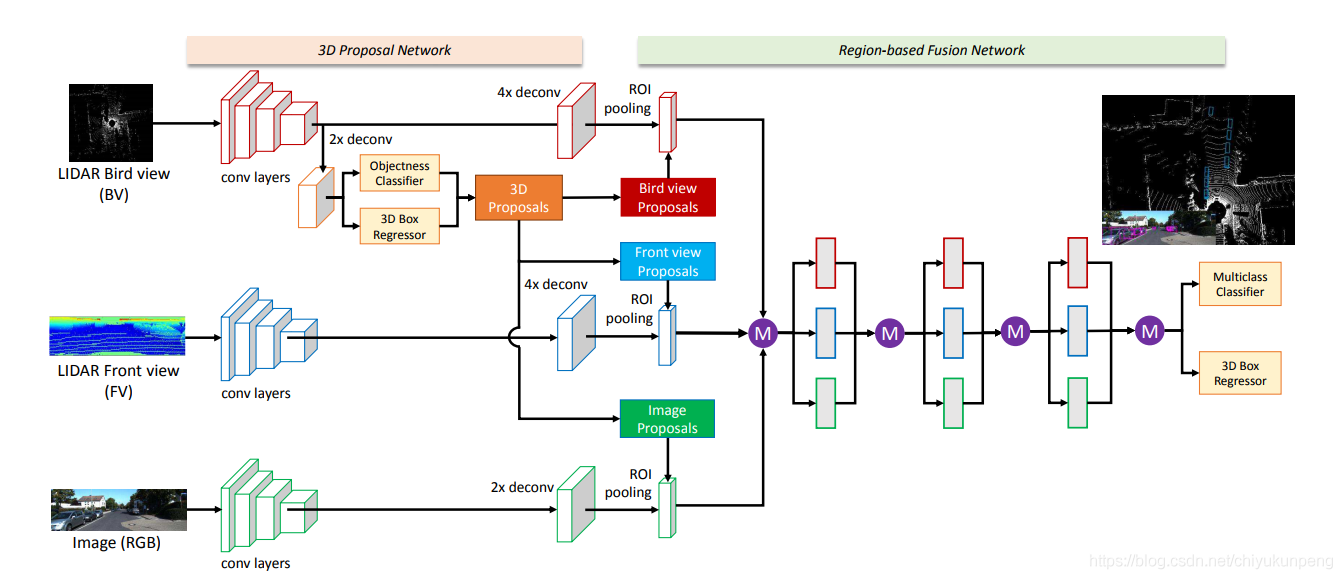 3D Proposal Network
Region-based Fusion Network
LIDAR Bird view
(BV)
conv layers
2x deconv
4x deconv
ROI
pooling
Objectness
Classifier
3D Box
Regressor
3D
Proposals
Bird view
Proposals
Front view
Proposals
LIDAR Front view
(FV)
conv layers
4x deconv
ROI
pooling
M
M
M
M
Multiclass
Classifier
3D Box
Regressor
Image
Proposals
Image (RGB)
conv layers
2x deconv
ROI
pooling
https://blog.csdn.net/chiyukunpeng